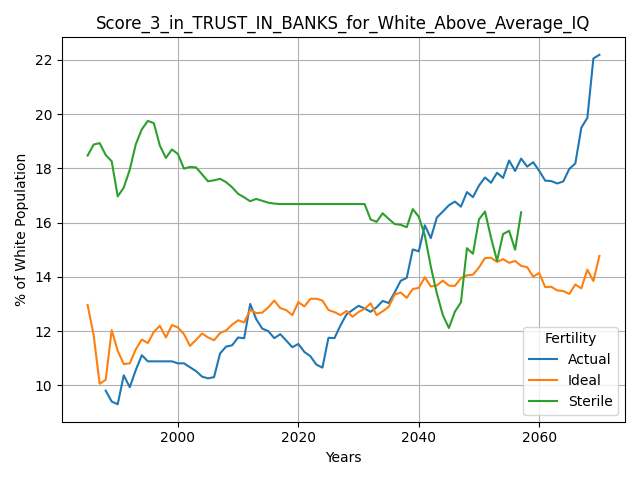 Score_3_in_TRUST_IN_BANKS_for_White_Above_Average_IQ
% of White Population
22
20
18
16
14
12
10
2000 2020 2040 2060
Years
Fertility
Actual
Ideal
Sterile